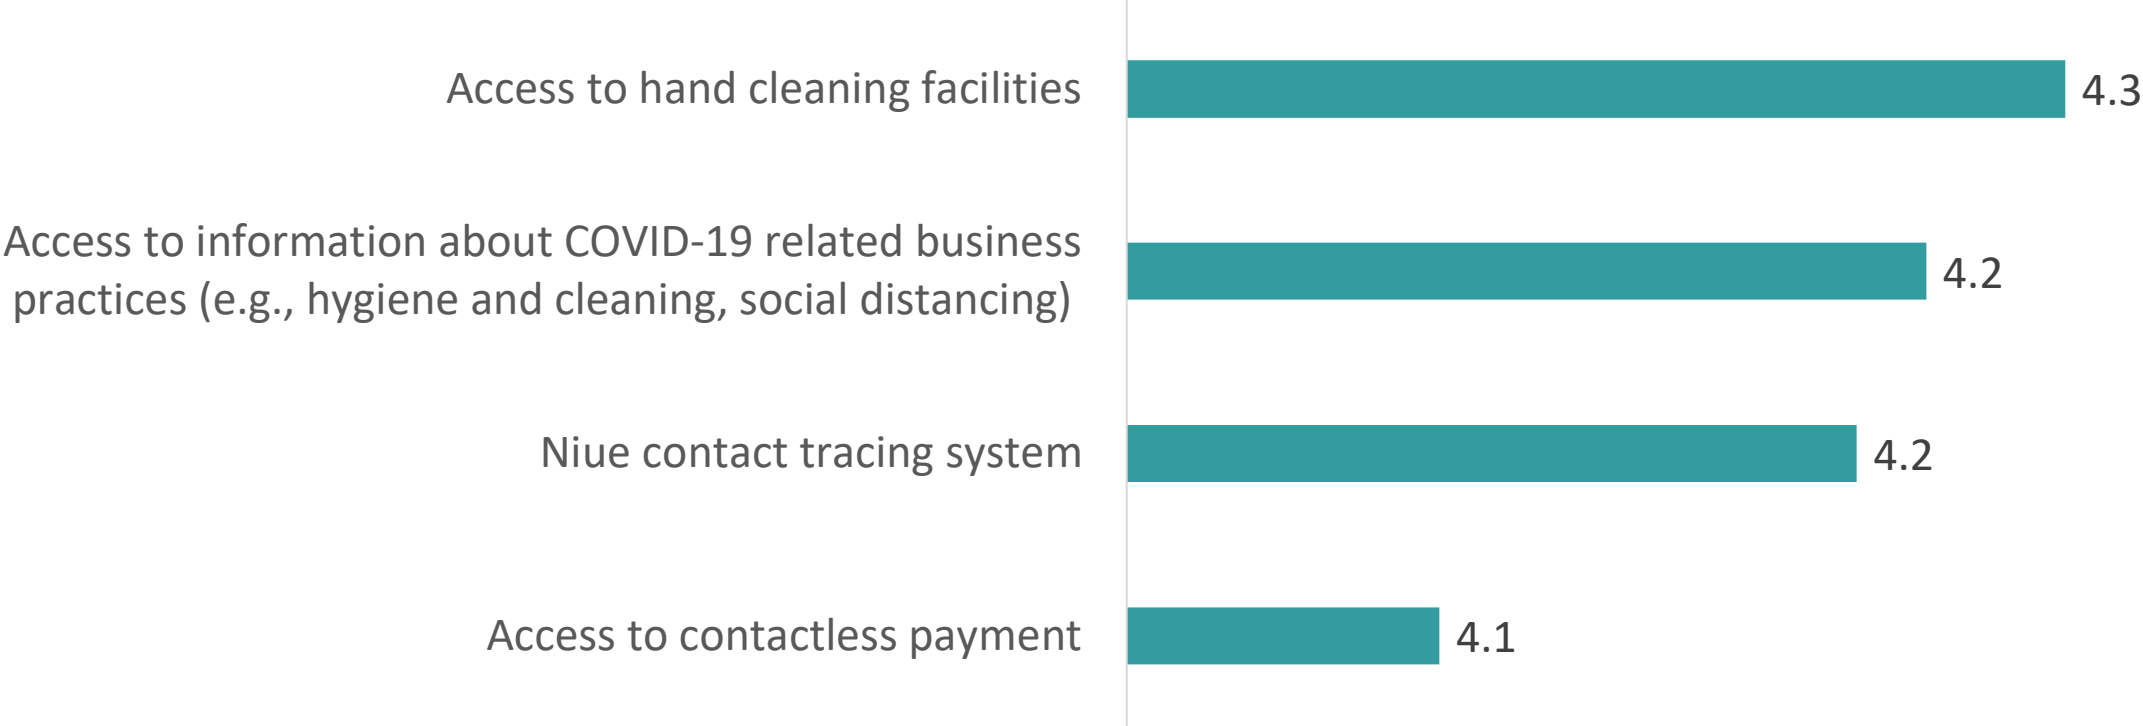 Access to hand cleaning facilities 4.3
Access to information about COVID-19 related business
practices (e.g., hygiene and cleaning, social distancing) 4.2
Niue contact tracing system 4.2
Access to contactless payment 4.1